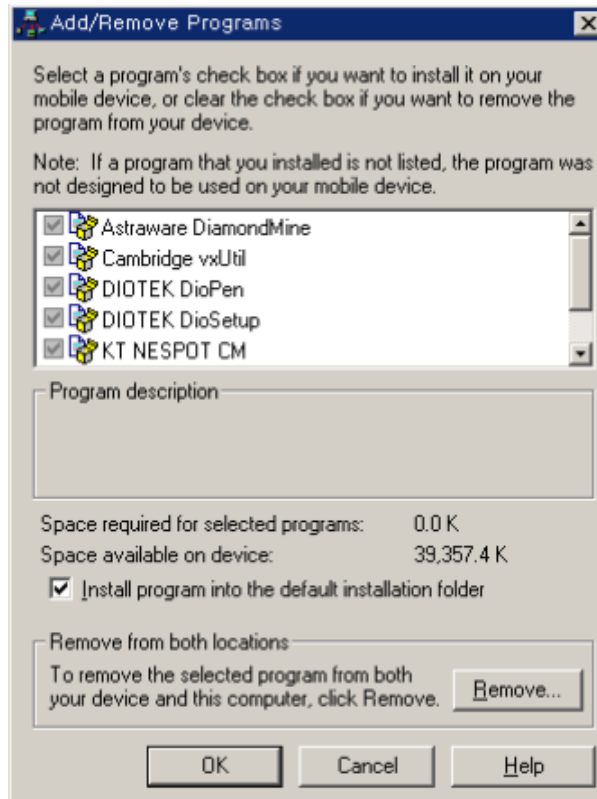 Add/Remove Programs
Select a program's check box if you want to install it on your
mobile device, or clear the check box if you want to remove the
program from your device.
Note: If a program that you installed is not listed, the program was
not designed to be used on your mobile device.
Astraware DiamondMine
Cambridge vxUtil
DIOTEK DioPen
DIOTEK DioSetup
KT NESPOT CM
Program description
Space required for selected programs: 0.0 K
Space available on device: 39,357.4 K
Install program into the default installation folder
Remove from both locations
To remove the selected program from both
your device and this computer, click Remove.
Remove...
OK Cancel Help